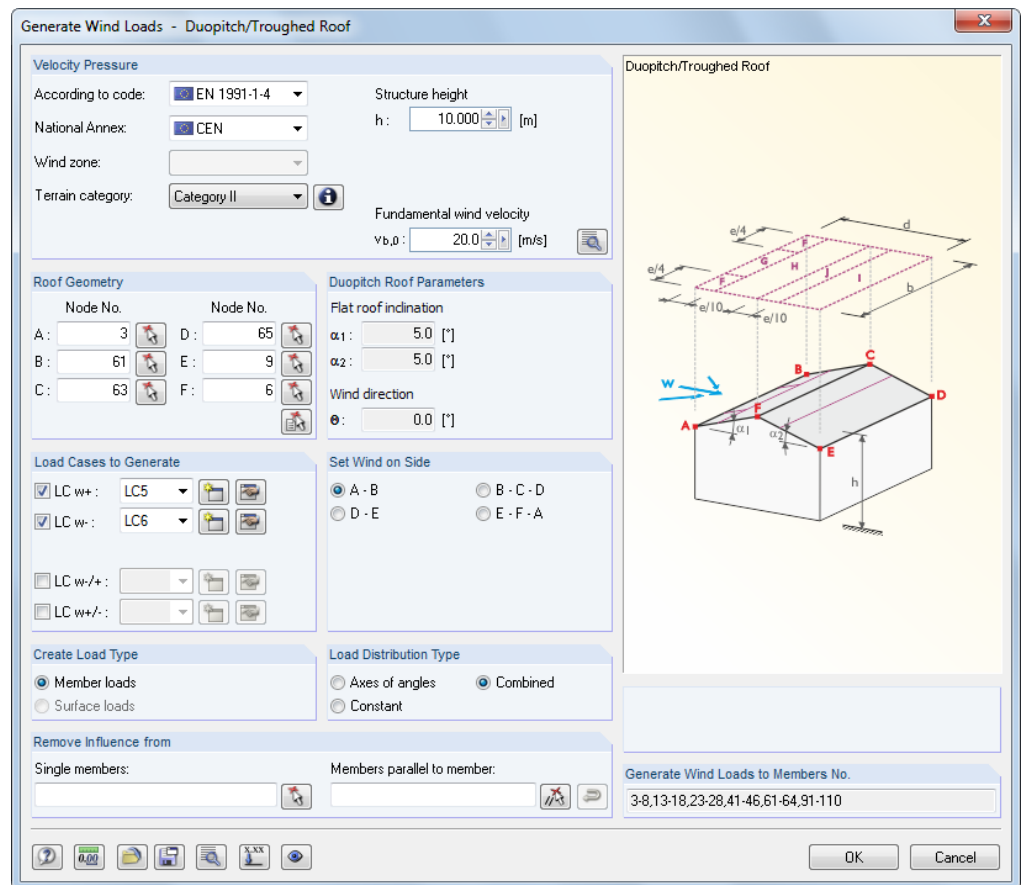 Generate Wind Loads - Duopitch/Troughed Roof
Velocity Pressure
According to code: EN 1991-1-4
National Annex: CEN
Wind zone:
Terrain category: Category II
Structure height
h : 10.000 [m]
Fundamental wind velocity
vb,0 : 20.0 [m/s]
Roof Geometry
Node No. Node No.
A : 3 D : 65
B : 61 E : 9
C : 63 F : 6
Duopitch Roof Parameters
Flat roof inclination
α1 : 5.0 [°]
α2 : 5.0 [°]
Wind direction
Θ : 0.0 [°]
Load Cases to Generate
LC w+ : LC5
LC w- : LC6
LC w-/+ :
LC w+/- :
Set Wind on Side
A - B B - C - D
D - E E - F - A
Create Load Type
Member loads
Surface loads
Load Distribution Type
Axes of angles Combined
Constant
Remove Influence from
Single members:
Members parallel to member:
Duopitch/Troughed Roof
e/4
d
F
G
H
J
I
e/4
F
b
e/10
e/10
C
B
W
D
F
A
α1
α2
E
h
Generate Wind Loads to Members No.
3-8,13-18,23-28,41-46,61-64,91-110
0.00
x.xx
OK Cancel